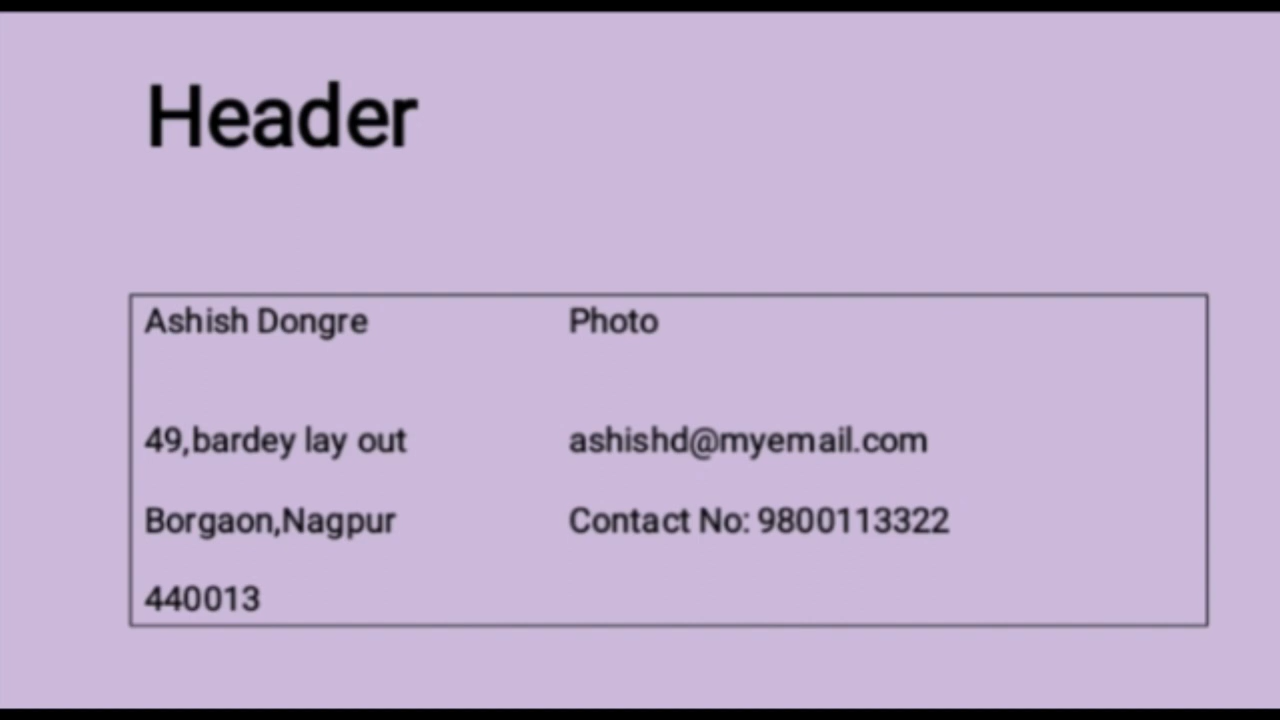 Header
Ashish Dongre Photo
49,bardey lay out ashishd@myemail.com
Borgaon,Nagpur Contact No: 9800113322
440013